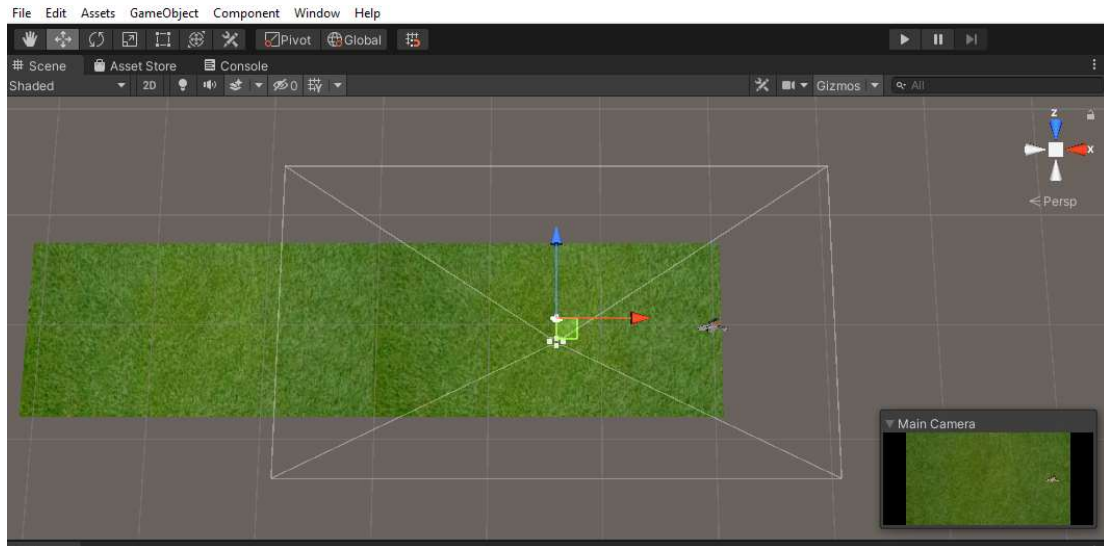 File Edit Assets GameObject Component Window Help
Pivot Global
Scene Asset Store Console
Shaded 2D 0 Gizmos All
z
x
Persp
Main Camera